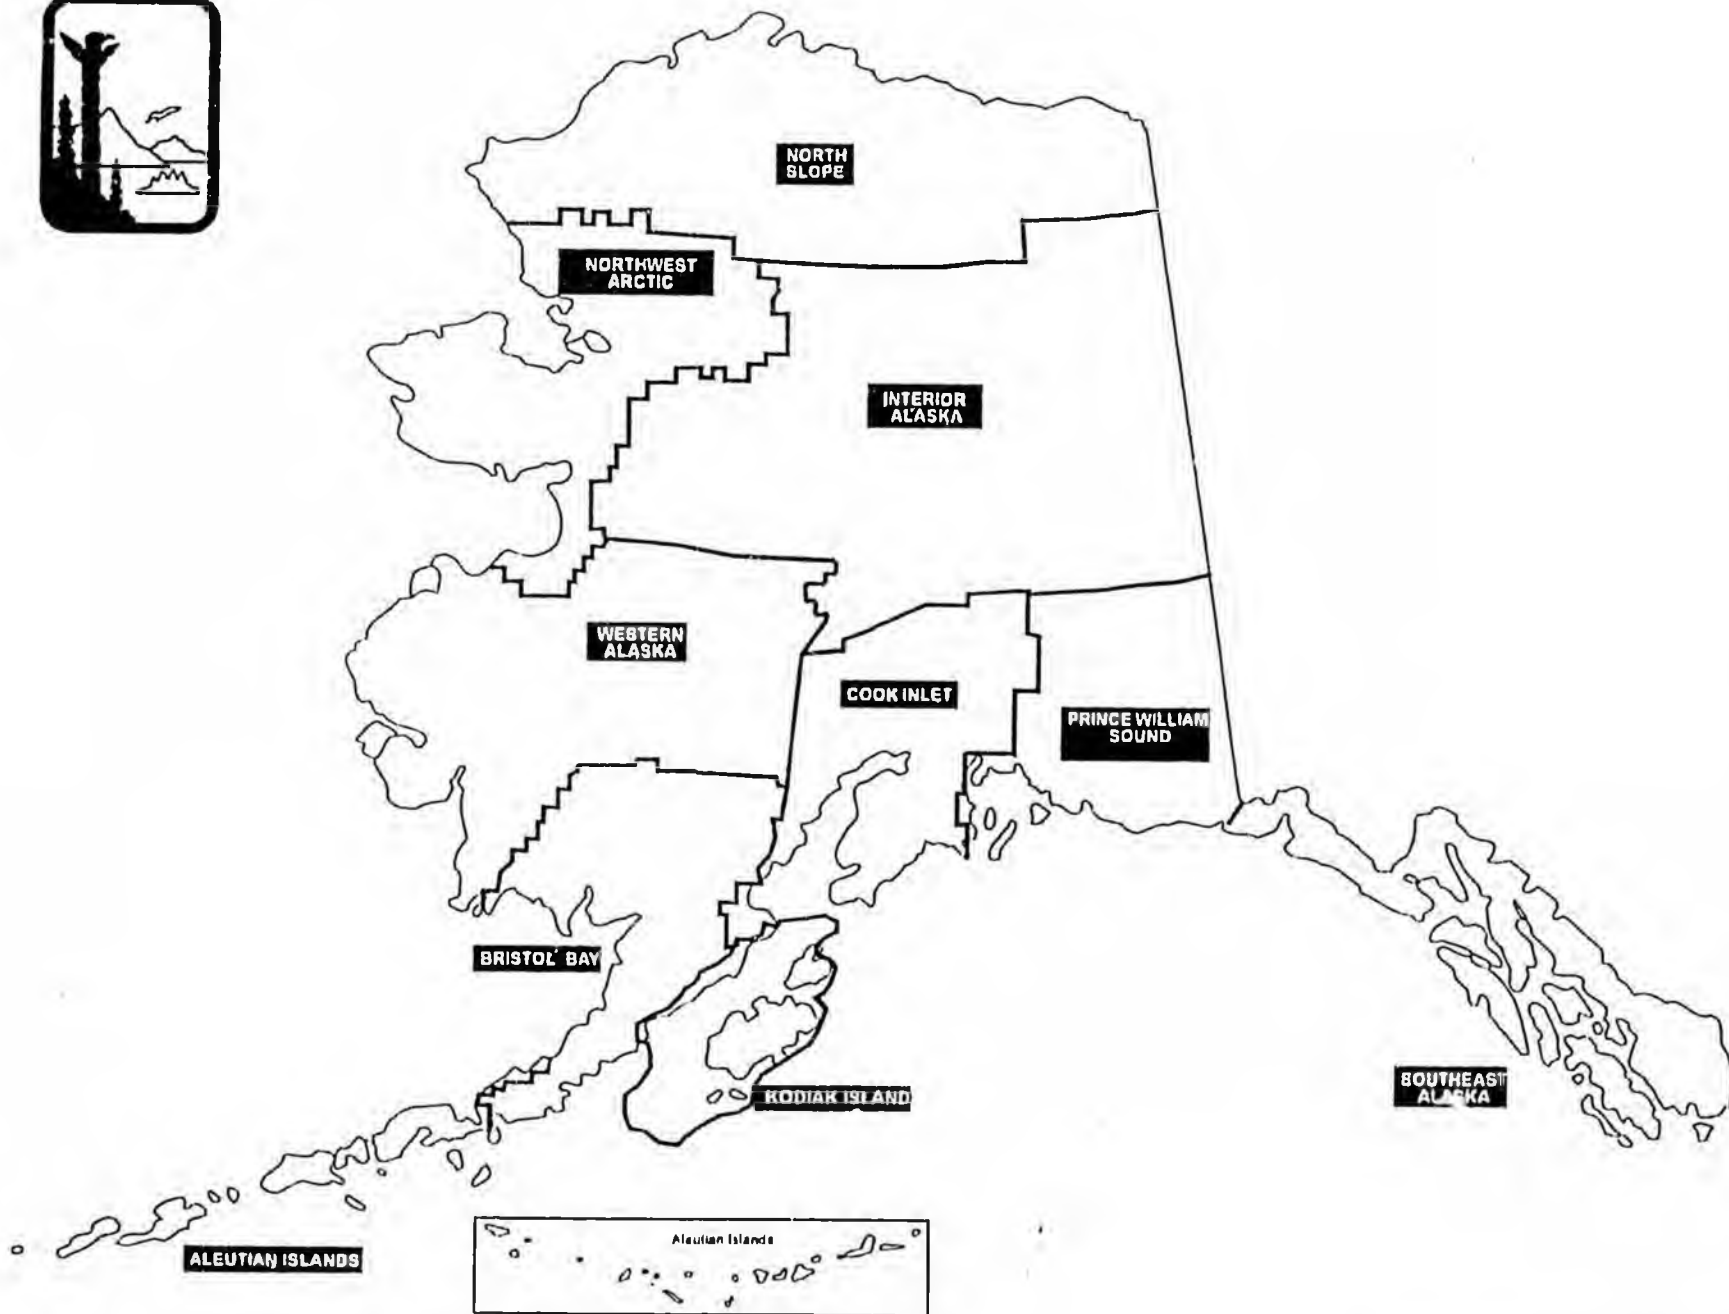 NORTH
SLOPE
NORTHWEST
ARCTIC
INTERIOR
ALASKA
WESTERN
ALASKA
COOK INLET
PRINCE WILLIAM
SOUND
BRISTOL BAY
KODIAK ISLAND
SOUTHEAST
ALASKA
Aleutian Islands
ALEUTIAN ISLANDS